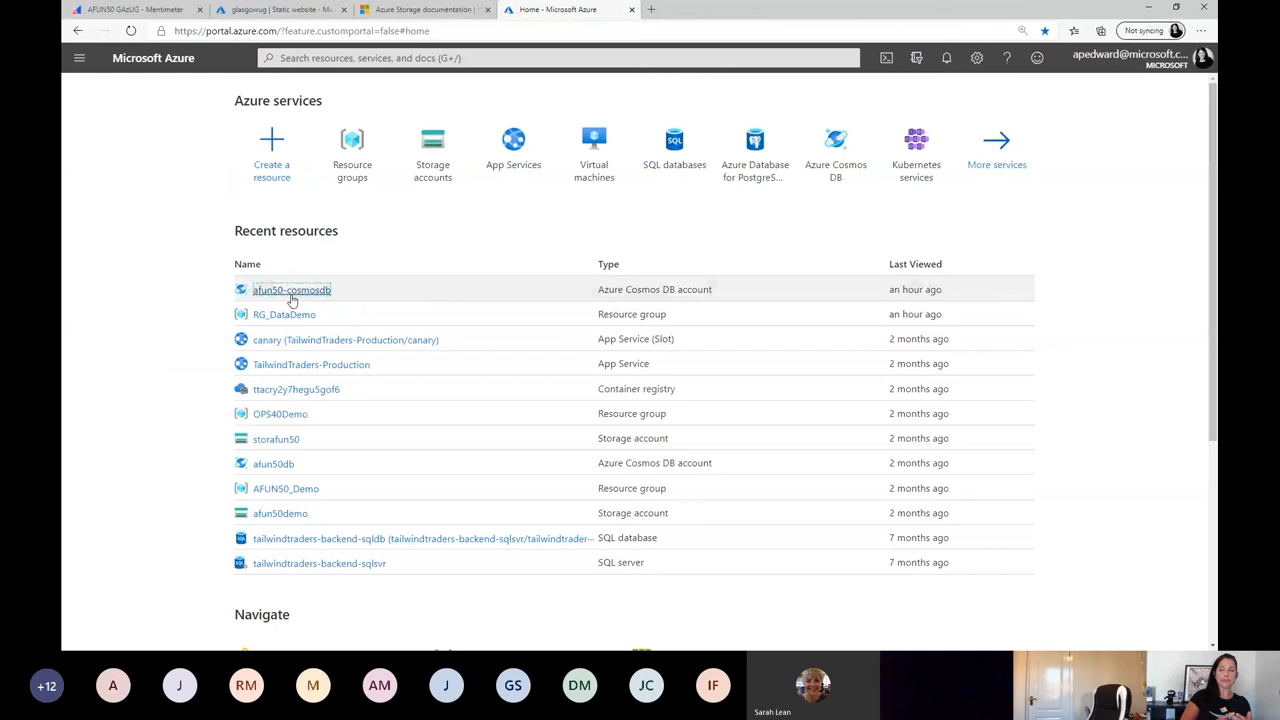 AFUN50 GAzUG - Mentimeter
glasgowug | Static website - Mi
Azure Storage documentation |
Home - Microsoft Azure
https://portal.azure.com/?feature.customportal=false#home
Not syncing
Microsoft Azure
Search resources, services, and docs (G+/)
apedward@microsoft.c...
MICROSOFT
Azure services
Create a resource
Resource groups
Storage accounts
App Services
Virtual machines
SQL databases
Azure Database for PostgreS...
Azure Cosmos DB
Kubernetes services
More services
Recent resources
Name Type Last Viewed
afun50-cosmosdb Azure Cosmos DB account an hour ago
RG_DataDemo Resource group an hour ago
canary (TailwindTraders-Production/canary) App Service (Slot) 2 months ago
TailwindTraders-Production App Service 2 months ago
ttacry2y7hegu5gof6 Container registry 2 months ago
OPS40Demo Resource group 2 months ago
storafun50 Storage account 2 months ago
afun50db Azure Cosmos DB account 2 months ago
AFUN50_Demo Resource group 2 months ago
afun50demo Storage account 2 months ago
tailwindtraders-backend-sqldb (tailwindtraders-backend-sqlsvr/tailwindtrader... SQL database 7 months ago
tailwindtraders-backend-sqlsvr SQL server 7 months ago
Navigate
+12 A J RM M AM J GS DM JC IF
Sarah Lean